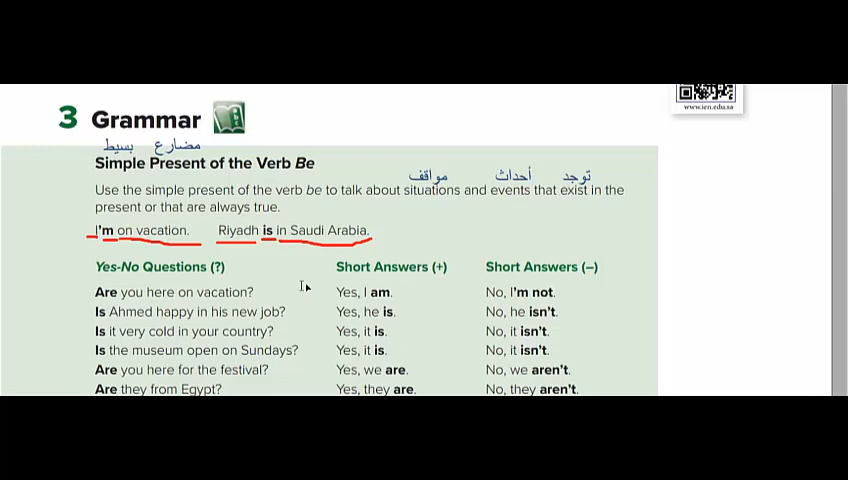 www.ien.edu.sa
3 Grammar
مضارع بسيط
Simple Present of the Verb Be
توجد أحداث مواقف
Use the simple present of the verb be to talk about situations and events that exist in the
present or that are always true.
I'm on vacation. Riyadh is in Saudi Arabia.
Yes-No Questions (?) Short Answers (+) Short Answers (–)
Are you here on vacation? Yes, I am. No, I'm not.
Is Ahmed happy in his new job? Yes, he is. No, he isn't.
Is it very cold in your country? Yes, it is. No, it isn't.
Is the museum open on Sundays? Yes, it is. No, it isn't.
Are you here for the festival? Yes, we are. No, we aren't.
Are they from Egypt? Yes, they are. No, they aren't.